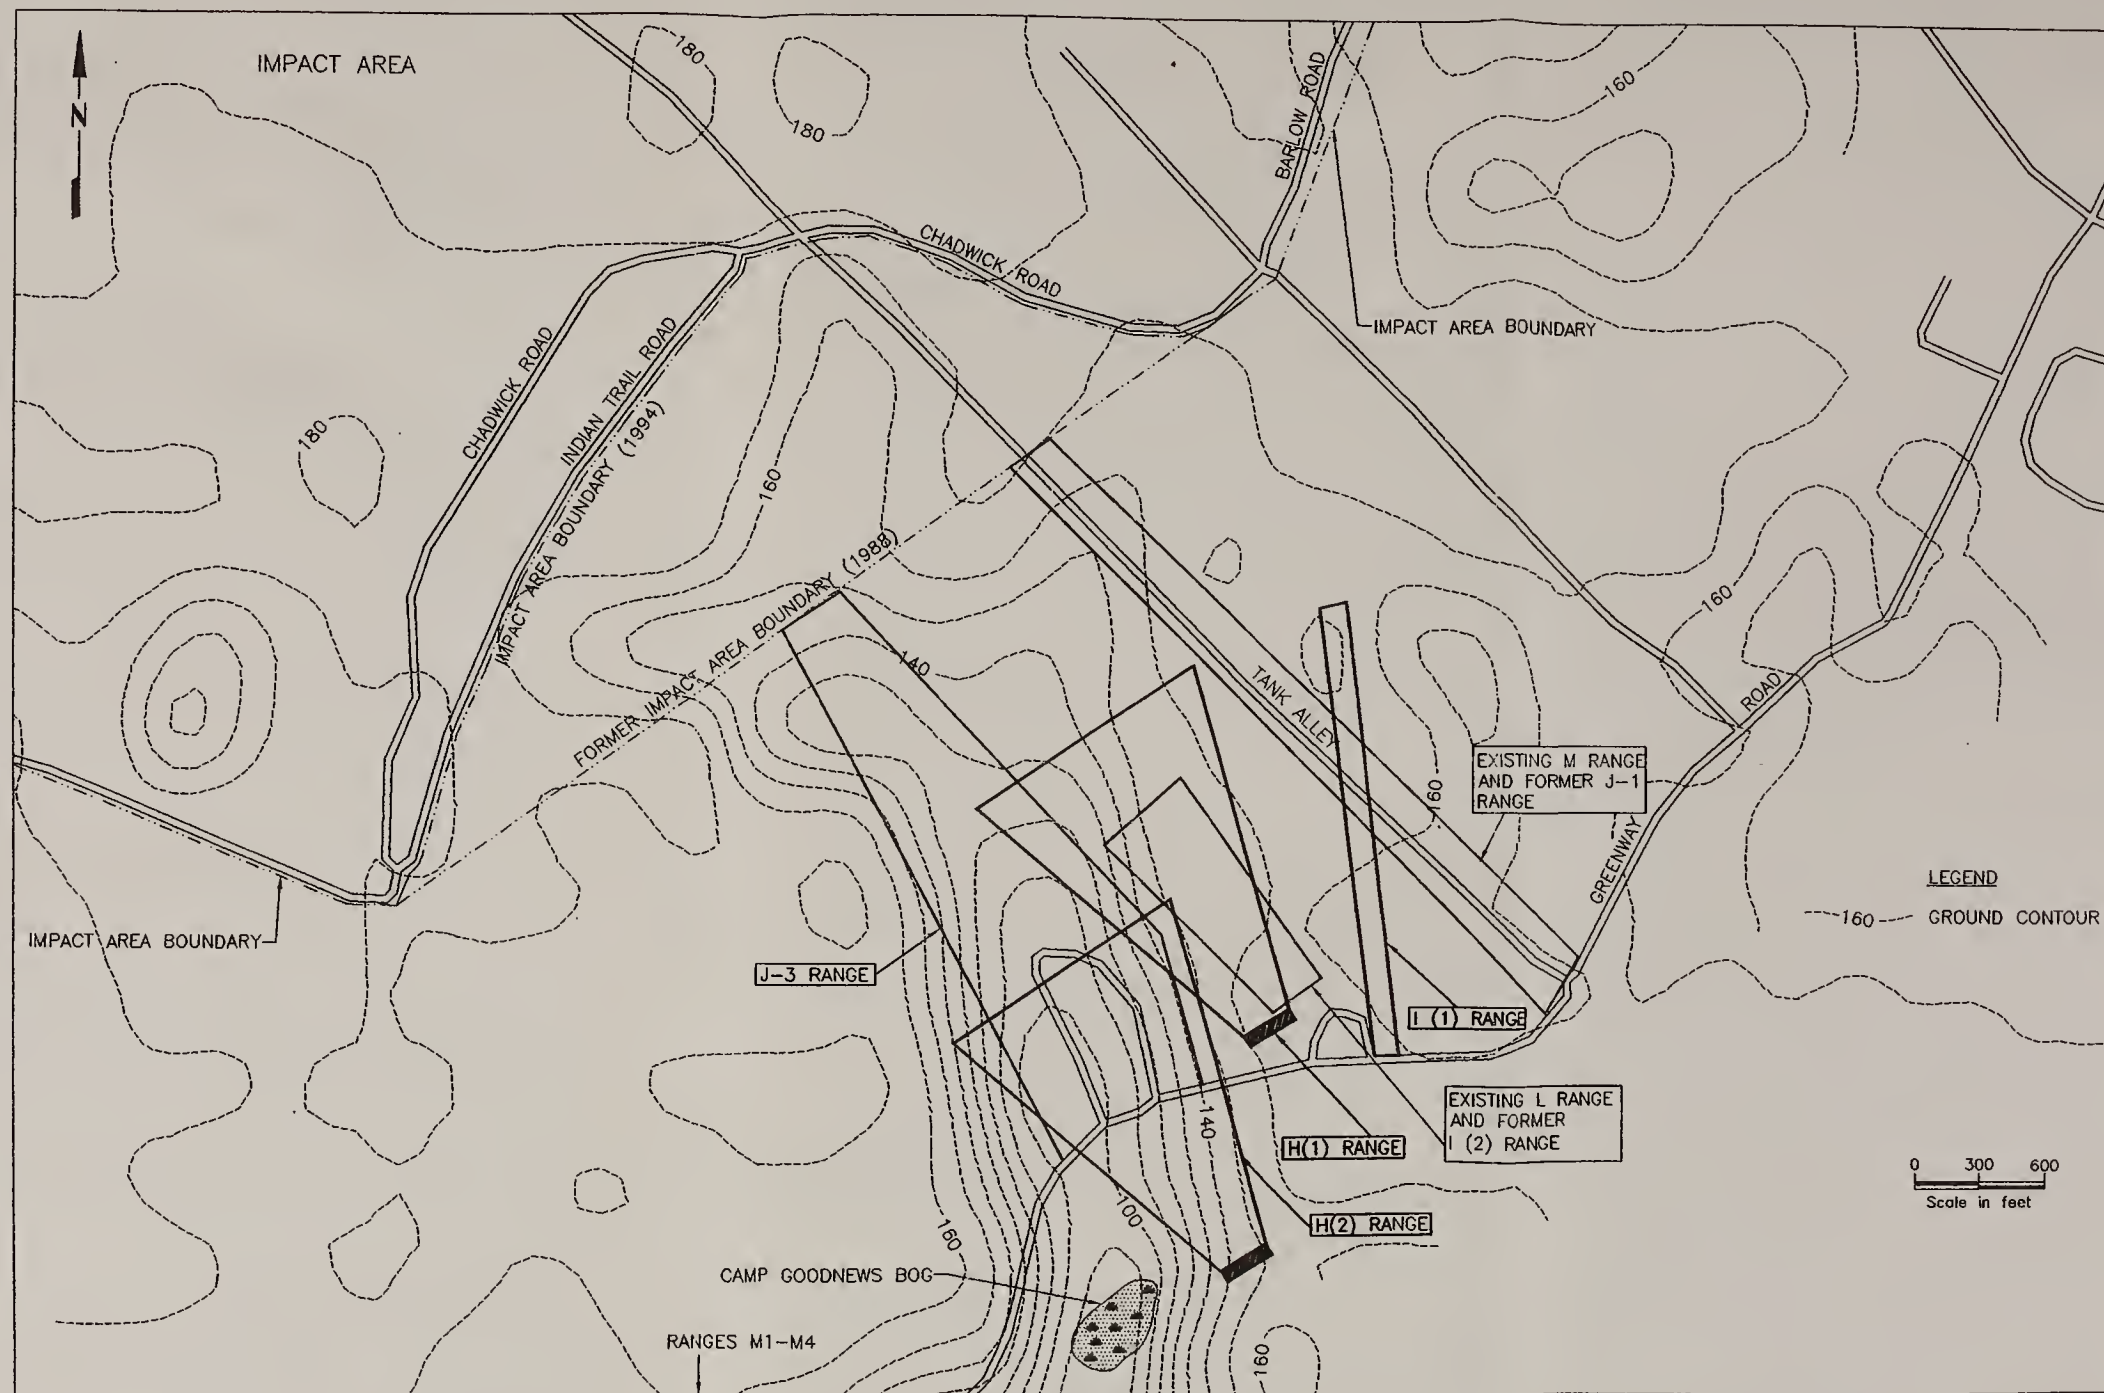 IMPACT AREA
N
180
180
160
BARLOW ROAD
CHADWICK ROAD
IMPACT AREA BOUNDARY
CHADWICK ROAD
INDIAN TRAIL ROAD
IMPACT AREA BOUNDARY (1994)
180
160
FORMER IMPACT AREA BOUNDARY (1988)
160
140
TANK ALLEY
ROAD
EXISTING M RANGE
AND FORMER J-1
RANGE
160
GREENWAY
LEGEND
160 GROUND CONTOUR
IMPACT AREA BOUNDARY
J-3 RANGE
I (1) RANGE
EXISTING L RANGE
AND FORMER
I (2) RANGE
140
H(1) RANGE
0 300 600
Scale in feet
100
H(2) RANGE
160
CAMP GOODNEWS BOG
RANGES M1-M4
160